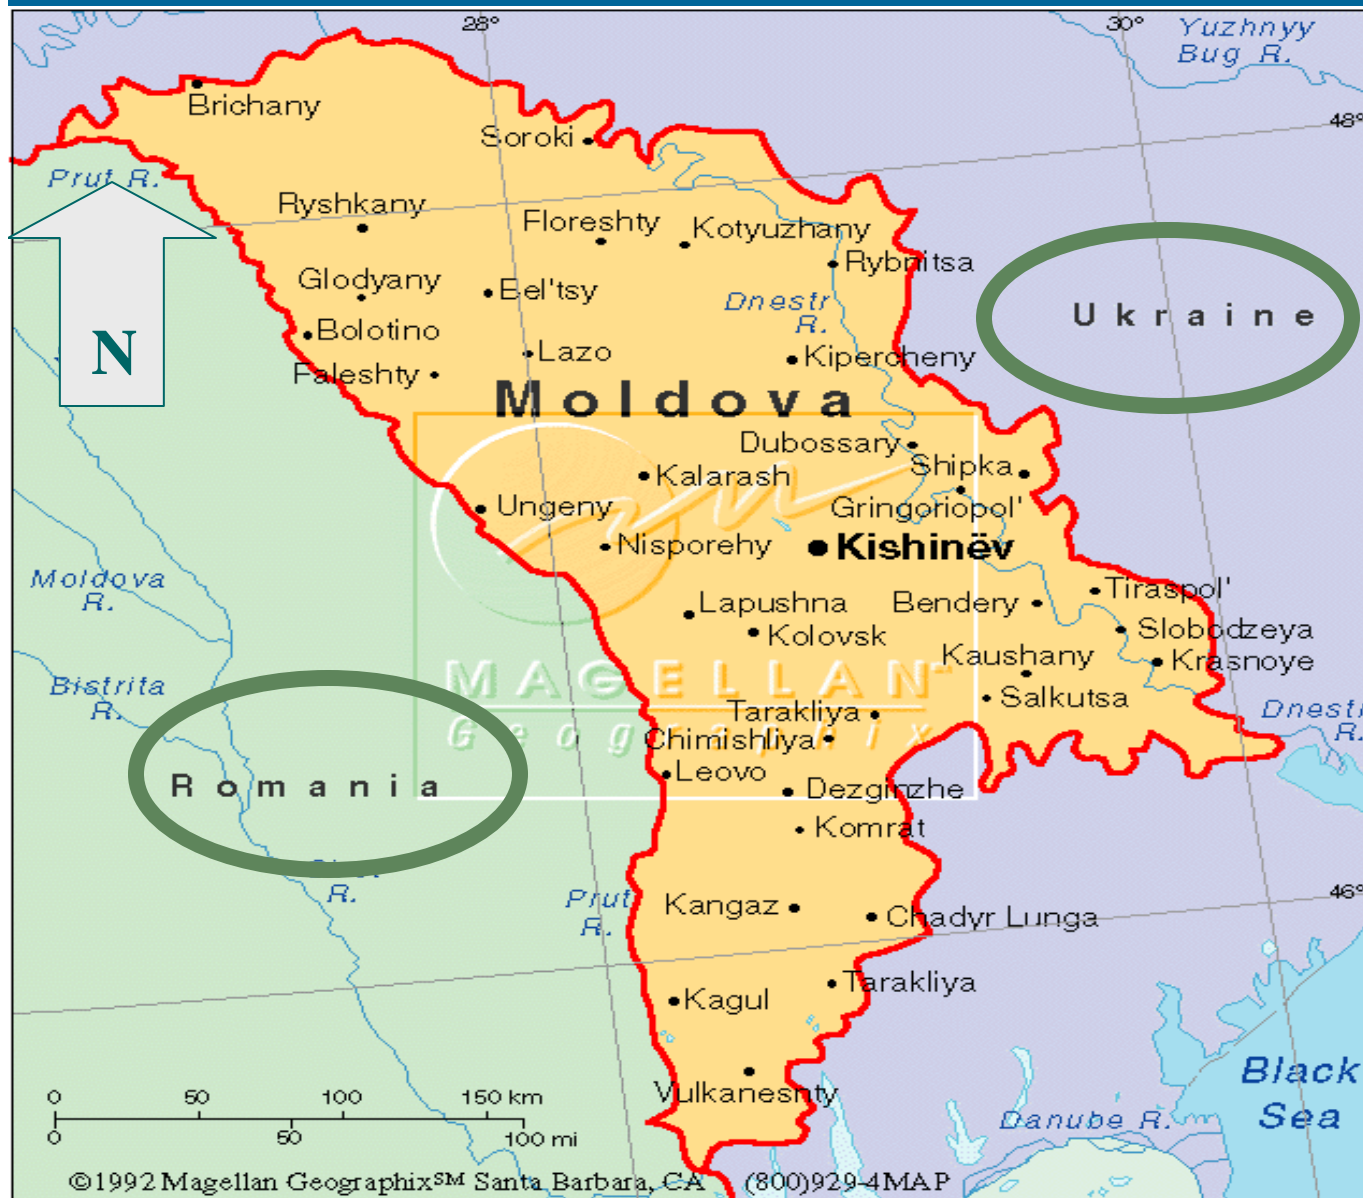 28°
30°
Yuzhnyy
Bug R.
Brichany
48°
Soroki
Prut R.
Ryshkany
Floreshty
Kotyuzhany
Rybnitsa
Glodyany
Bel'tsy
Dnestr
R.
Ukraine
Bolotino
N
Lazo
Kipercheny
Faleshty
Moldova
Dubossary
Shipka
Kalarash
Ungeny
Gringoriopol'
Nisporehy
Kishinëv
Moldova
R.
Tiraspol'
Lapushna
Bendery
Kolovsk
Slobodzeya
Kaushany
Krasnoye
Bistrita
R.
MAGELLAN
Salkutsa
Geographix
Tarakliya
Dnestr
R.
Chimishliya
Leovo
Romania
Dezginzhe
Komrat
R.
Prut
R.
46°
Kangaz
Chadyr Lunga
Tarakliya
Kagul
Black
Sea
Vulkaneshty
Danube R.
0 50 100 150 km
0 50 100 mi
©1992 Magellan Geographix℠ Santa Barbara, CA (800)929-4MAP